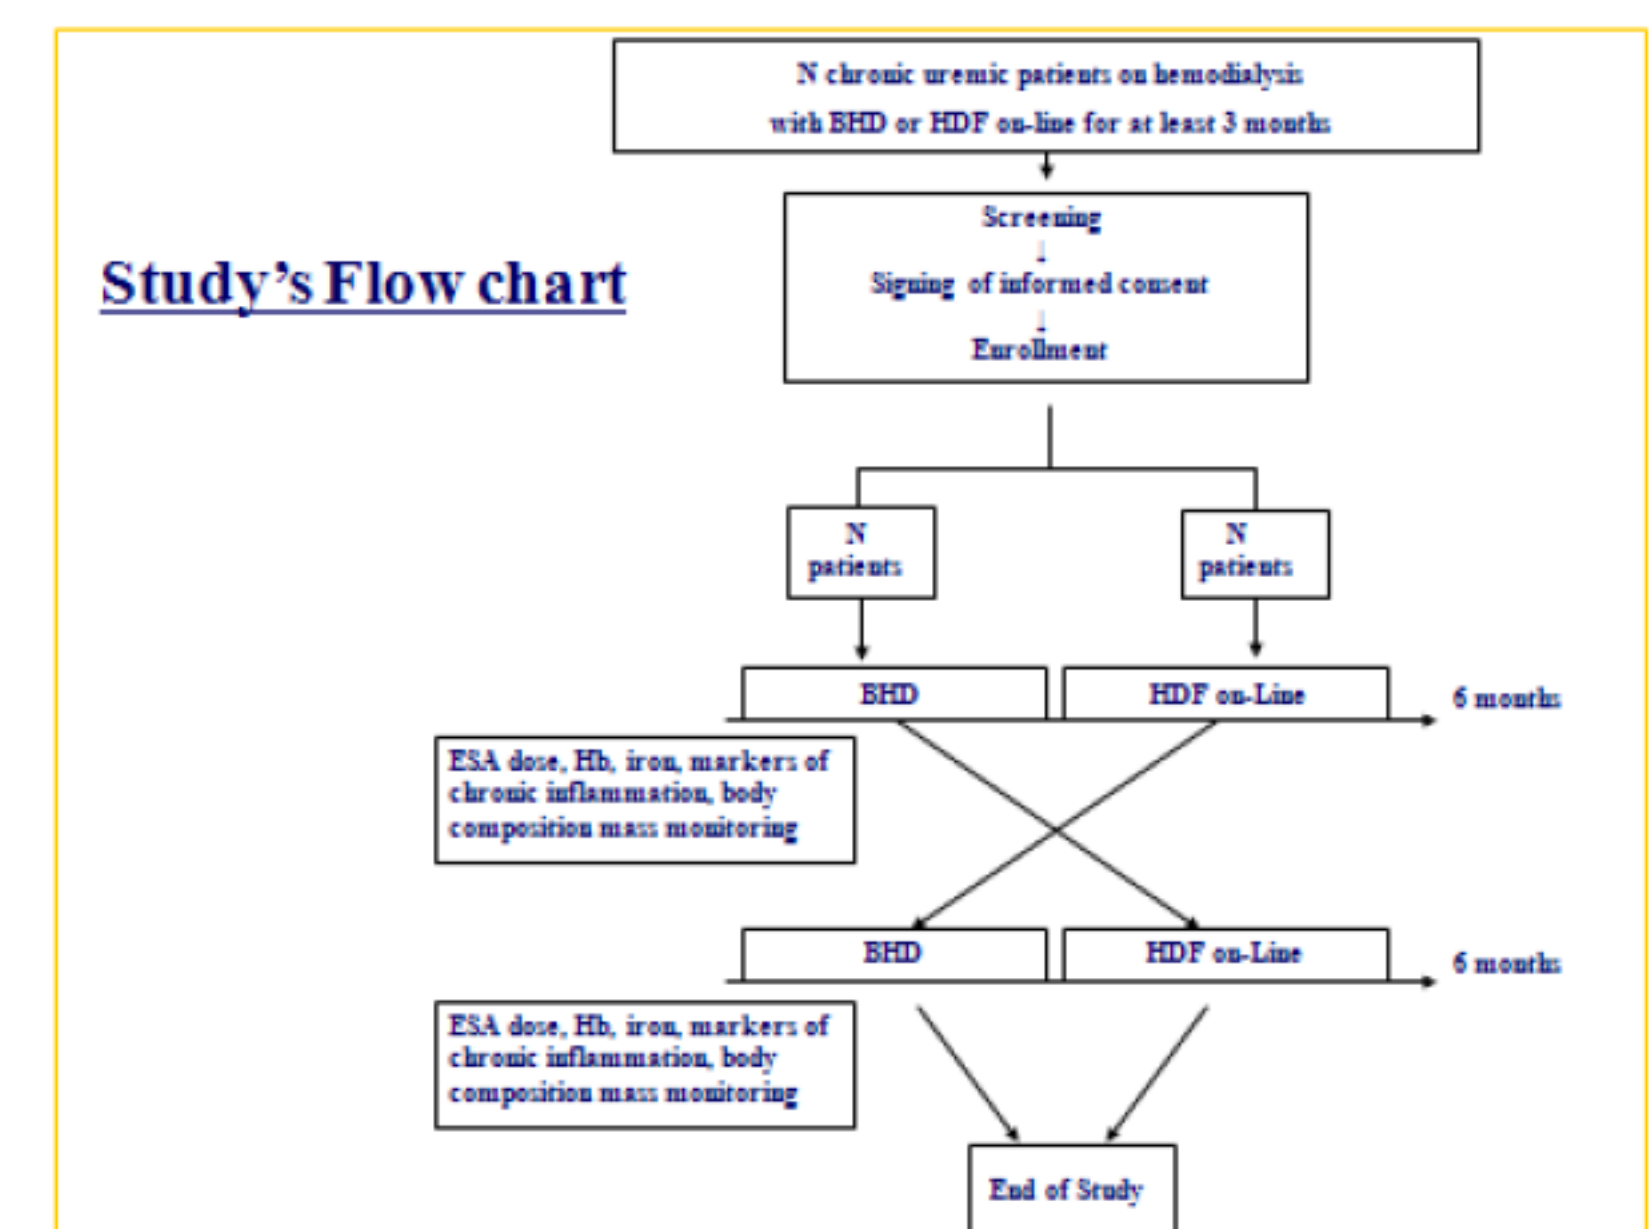 N chronic uremic patients on hemodialysis
with BHD or HDF on-line for at least 3 months
Screening
↓
Signing of informed consent
↓
Enrollment
Study's Flow chart
N
patients
N
patients
BHD
HDF on-Line
6 months
ESA dose, Hb, iron, markers of
chronic inflammation, body
composition mass monitoring
BHD
HDF on-Line
6 months
ESA dose, Hb, iron, markers of
chronic inflammation, body
composition mass monitoring
End of Study